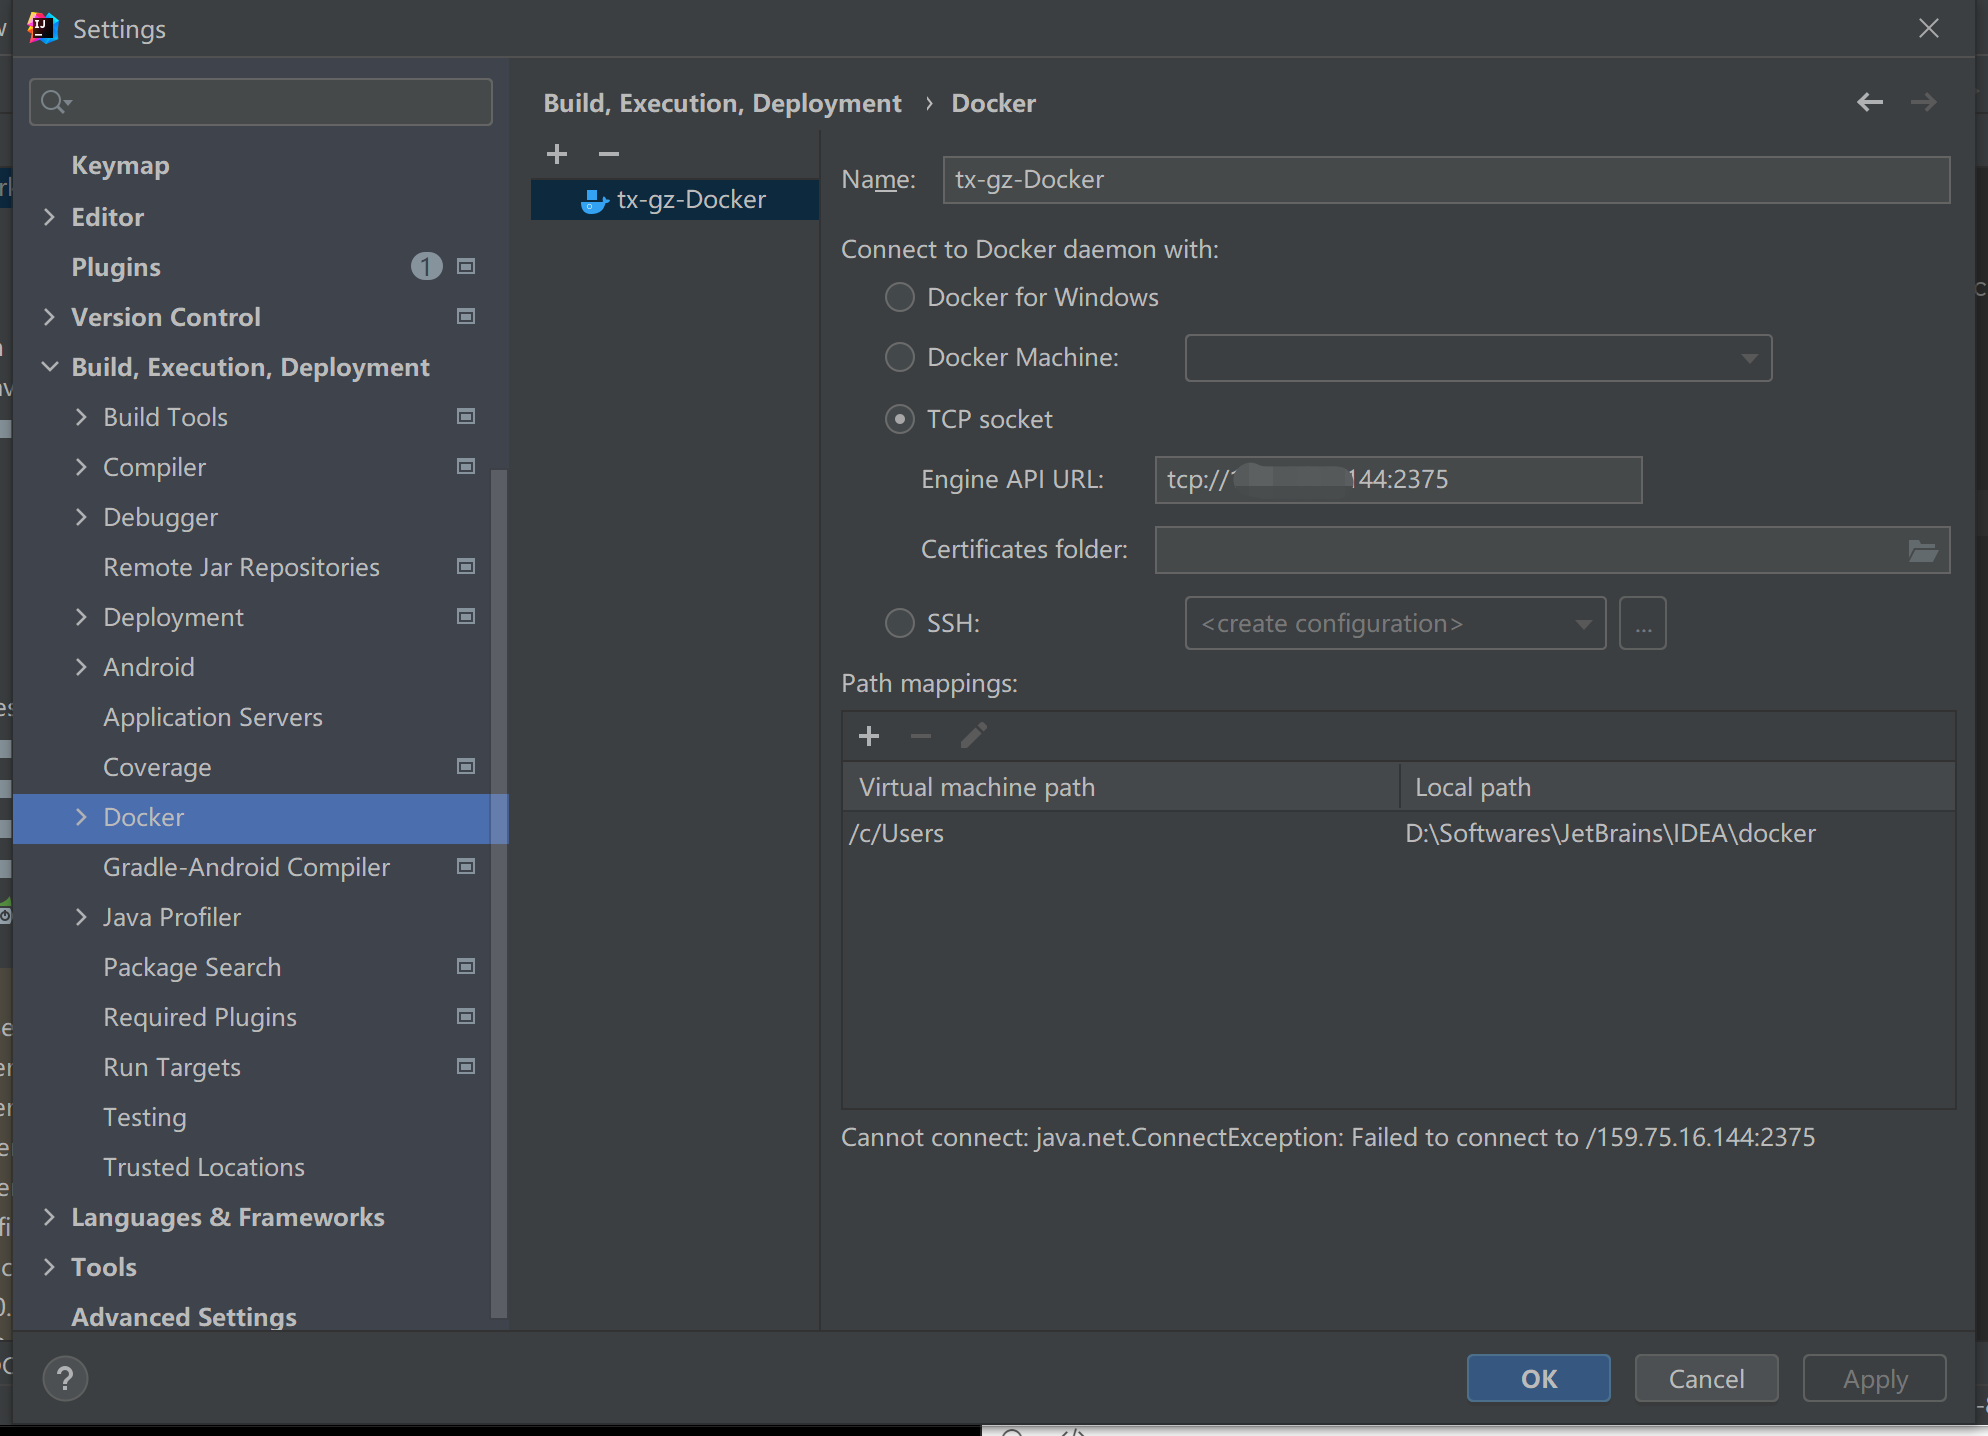 Settings
Keymap
Editor
Plugins
1
Version Control
Build, Execution, Deployment
Build Tools
Compiler
Debugger
Remote Jar Repositories
Deployment
Android
Application Servers
Coverage
Docker
Gradle-Android Compiler
Java Profiler
Package Search
Required Plugins
Run Targets
Testing
Trusted Locations
Languages & Frameworks
Tools
Advanced Settings
Build, Execution, Deployment › Docker
tx-gz-Docker
Name: tx-gz-Docker
Connect to Docker daemon with:
Docker for Windows
Docker Machine:
TCP socket
Engine API URL: tcp:// 144:2375
Certificates folder:
SSH: <create configuration> ...
Path mappings:
Virtual machine path Local path
/c/Users D:\Softwares\JetBrains\IDEA\docker
Cannot connect: java.net.ConnectException: Failed to connect to /159.75.16.144:2375
? OK Cancel Apply